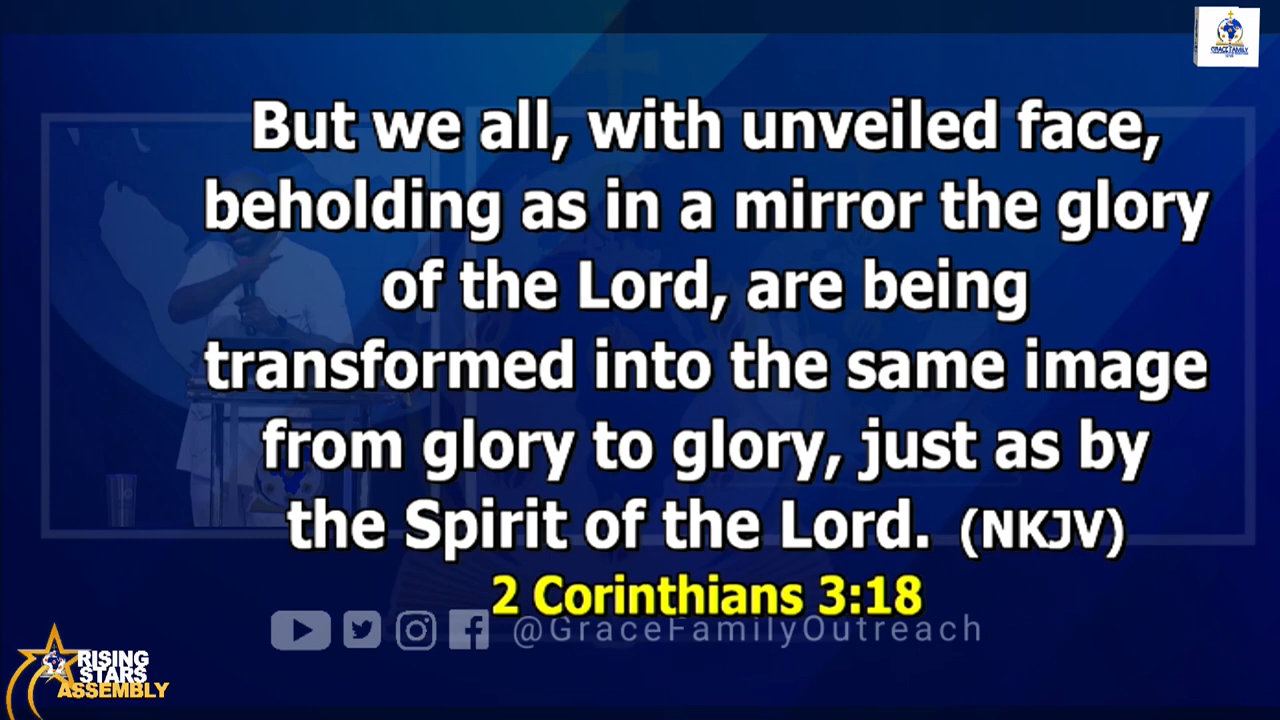 GRACE FAMILY
But we all, with unveiled face,
beholding as in a mirror the glory
of the Lord, are being
transformed into the same image
from glory to glory, just as by
the Spirit of the Lord. (NKJV)
2 Corinthians 3:18
@GraceFamilyOutreach
RISING
STARS
ASSEMBLY